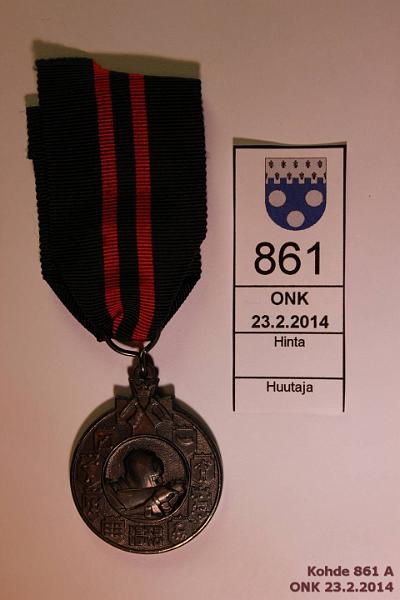 861
ONK
23.2.2014
Hinta
Huutaja
Kohde 861 A
ONK 23.2.2014